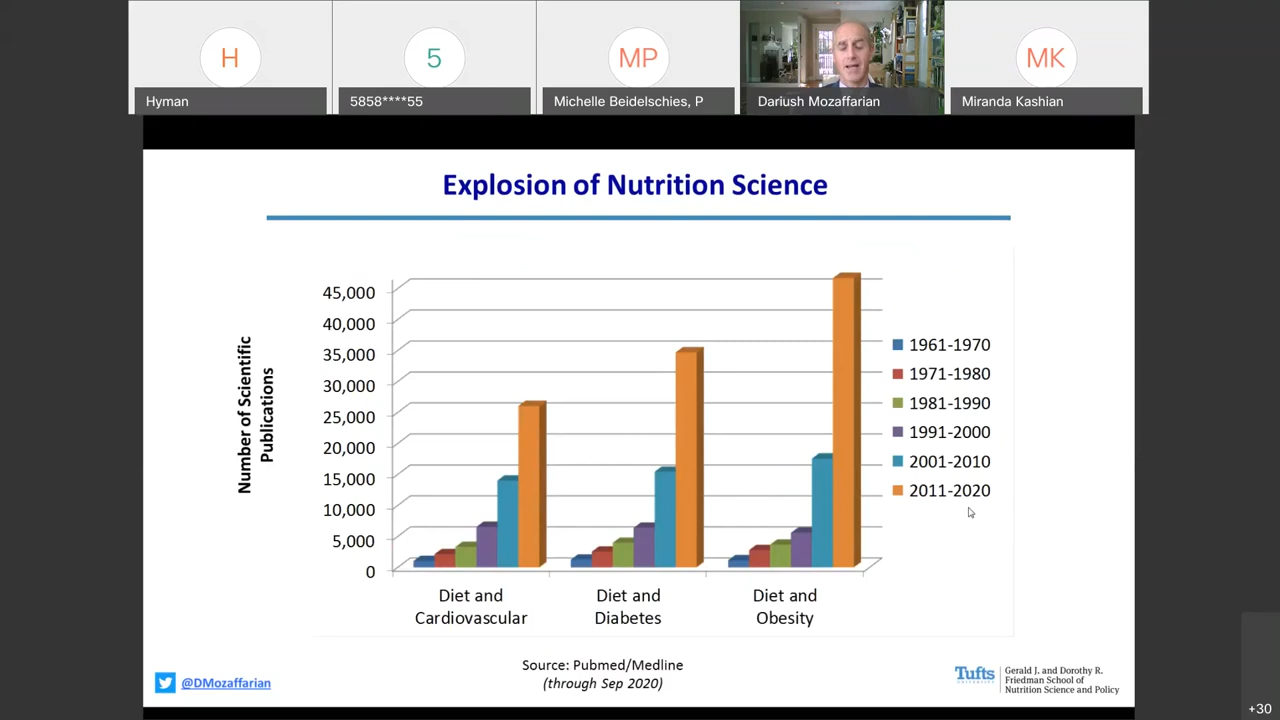 H
5
MP
MK
Hyman
5858****55
Michelle Beidelschies, P
Dariush Mozaffarian
Miranda Kashian
Explosion of Nutrition Science
Number of Scientific
Publications
45,000
40,000
35,000
30,000
25,000
20,000
15,000
10,000
5,000
0
Diet and
Cardiovascular
Diet and
Diabetes
Diet and
Obesity
1961-1970
1971-1980
1981-1990
1991-2000
2001-2010
2011-2020
Source: Pubmed/Medline
(through Sep 2020)
@DMozaffarian
Tufts
UNIVERSITY
Gerald J. and Dorothy R.
Friedman School of
Nutrition Science and Policy
+30